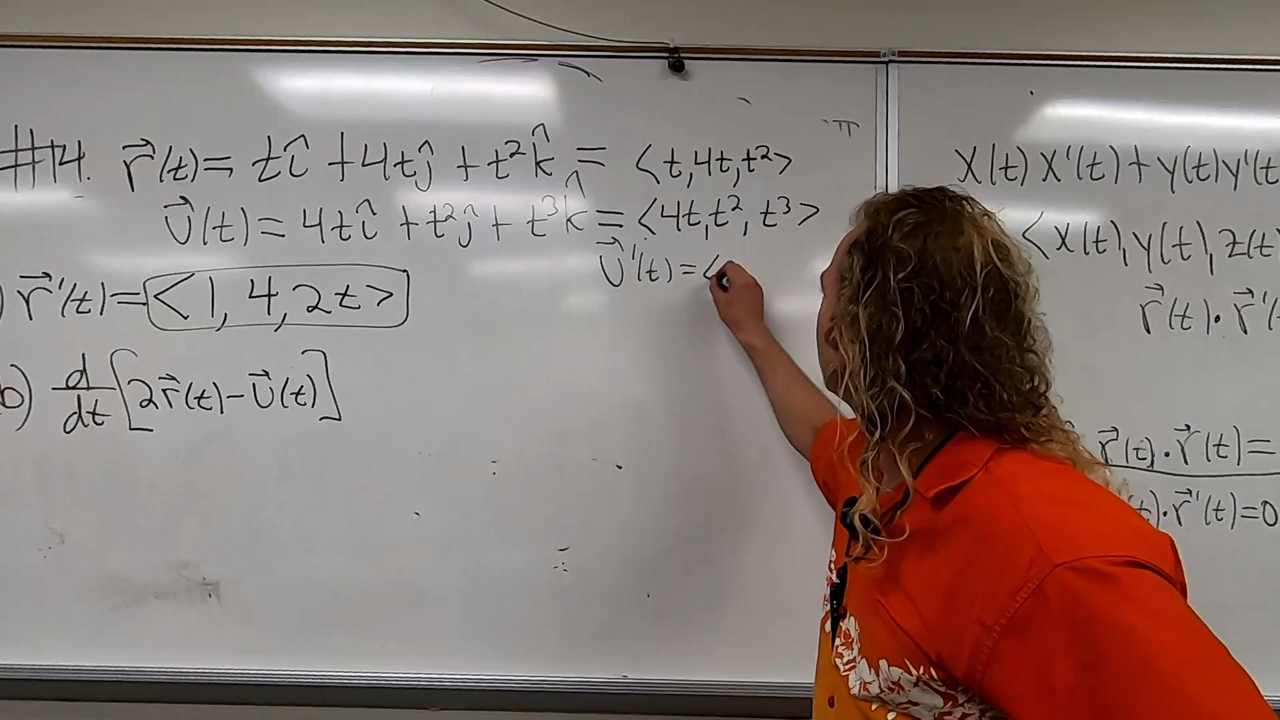 #14. r⃗(t)= tî +4tĵ + t²k̂ = <t,4t,t²>
U⃗(t)= 4tî +t²ĵ + t³k̂ = <4t,t²,t³>
U⃗'(t)=<
) r⃗'(t)=<1,4,2t>
b) d/dt[2r⃗(t)-U⃗(t)]
π
x(t)x'(t)+y(t)y'(t
<x(t),y(t),z(t)
r⃗(t)·r⃗'(
r⃗(t)·r⃗(t)=
(t)·r⃗'(t)=0